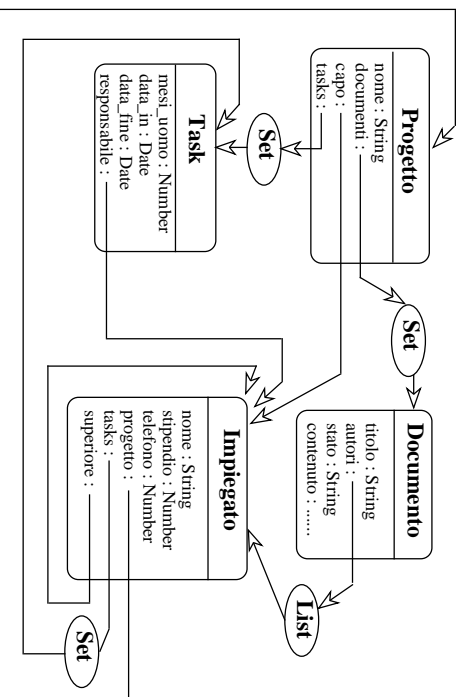 Progetto
nome : String
documenti :
capo :
tasks :
Set
Documento
titolo : String
autori :
stato : String
contenuto : ......
Set
Task
mesi_uomo : Number
data_in : Date
data_fine : Date
responsabile :
Impiegato
nome : String
stipendio : Number
telefono : Number
progetto :
tasks :
superiore :
List
Set